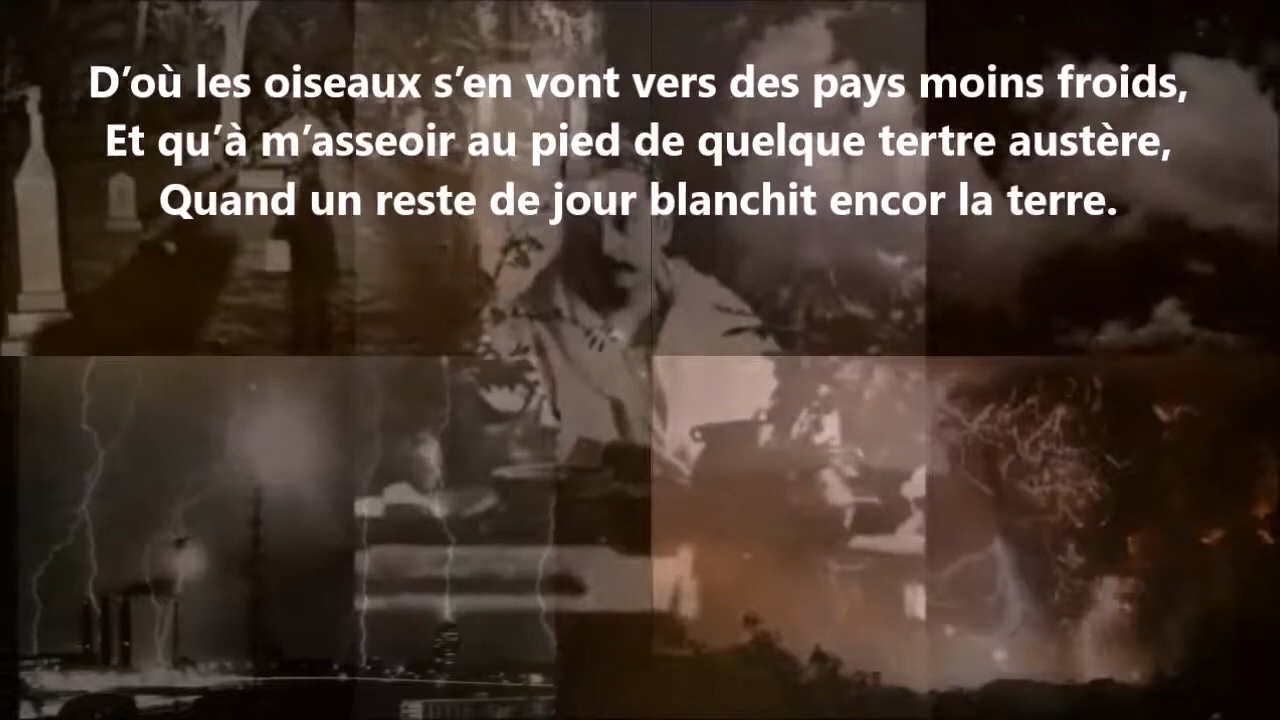 D’où les oiseaux s’en vont vers des pays moins froids,
Et qu’à m’asseoir au pied de quelque tertre austère,
Quand un reste de jour blanchit encor la terre.